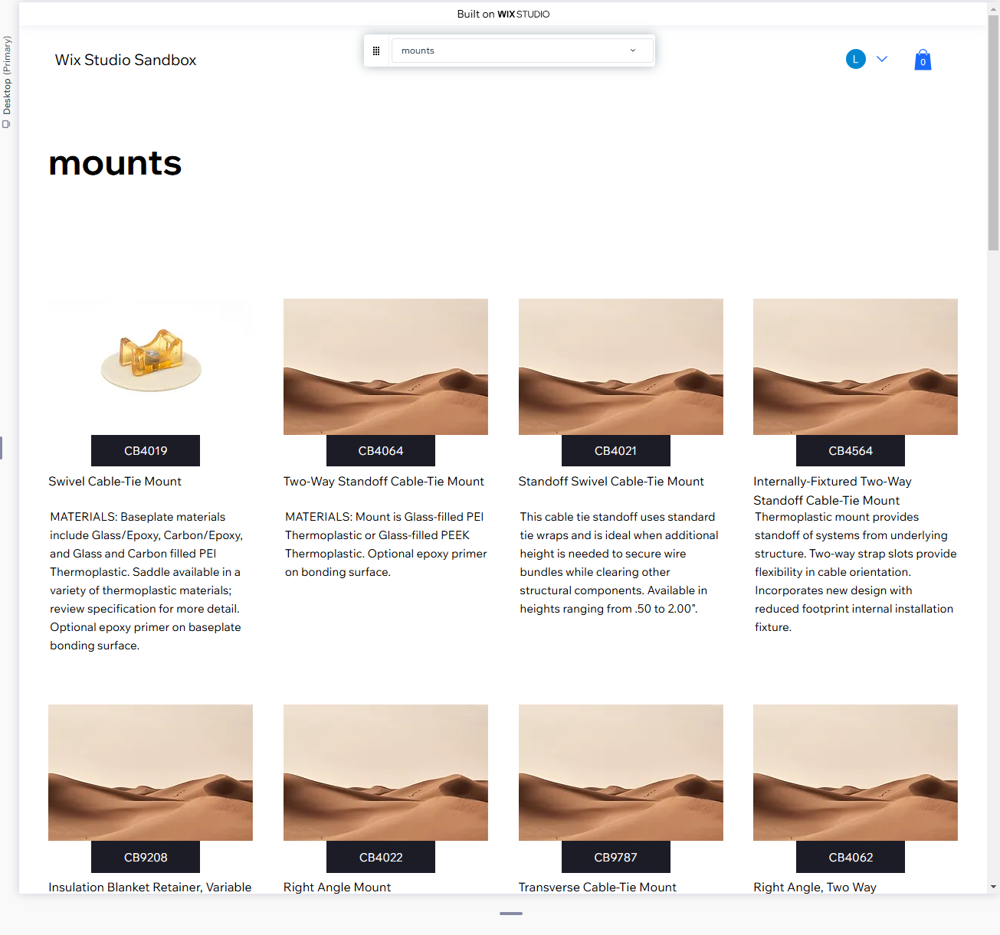 Built on WIX STUDIO
Desktop (Primary)
mounts
Wix Studio Sandbox
L
0
mounts
CB4019
Swivel Cable-Tie Mount
MATERIALS: Baseplate materials
include Glass/Epoxy, Carbon/Epoxy,
and Glass and Carbon filled PEI
Thermoplastic. Saddle available in a
variety of thermoplastic materials;
review specification for more detail.
Optional epoxy primer on baseplate
bonding surface.
CB4064
Two-Way Standoff Cable-Tie Mount
MATERIALS: Mount is Glass-filled PEI
Thermoplastic or Glass-filled PEEK
Thermoplastic. Optional epoxy primer
on bonding surface.
CB4021
Standoff Swivel Cable-Tie Mount
This cable tie standoff uses standard
tie wraps and is ideal when additional
height is needed to secure wire
bundles while clearing other
structural components. Available in
heights ranging from .50 to 2.00".
CB4564
Internally-Fixtured Two-Way
Standoff Cable-Tie Mount
Thermoplastic mount provides
standoff of systems from underlying
structure. Two-way strap slots provide
flexibility in cable orientation.
Incorporates new design with
reduced footprint internal installation
fixture.
CB9208
Insulation Blanket Retainer, Variable
CB4022
Right Angle Mount
CB9787
Transverse Cable-Tie Mount
CB4062
Right Angle, Two Way